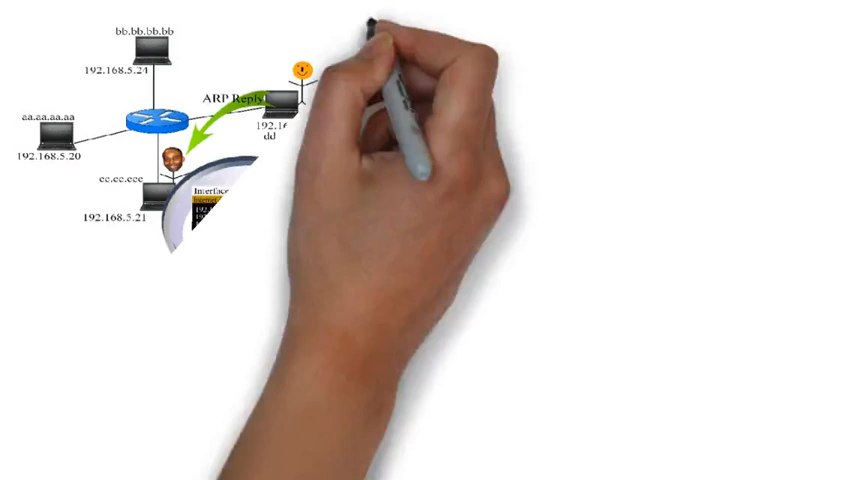 bb.bb.bb.bb
192.168.5.24
ARP Reply
aa.aa.aa.aa
192.168.5.20
dd
cc.cc.ccc
192.168.5.21
Interface